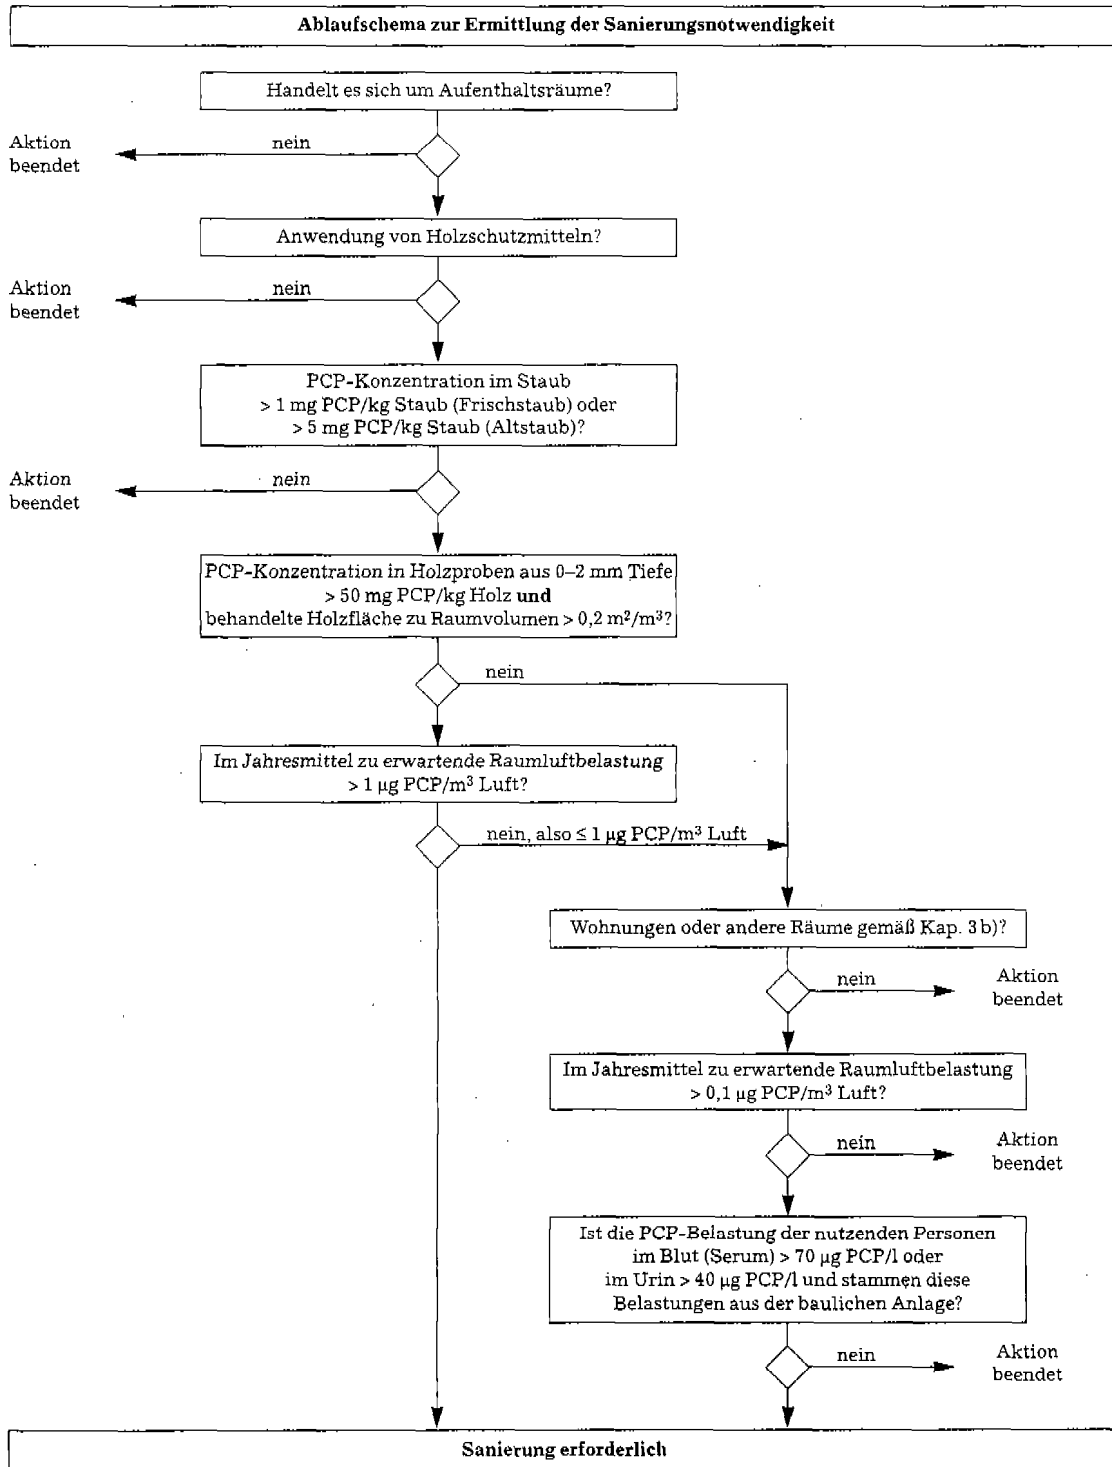 Ablaufschema zur Ermittlung der Sanierungsnotwendigkeit
Handelt es sich um Aufenthaltsräume?
nein
Aktion
beendet
Anwendung von Holzschutzmitteln?
nein
Aktion
beendet
PCP-Konzentration im Staub
> 1 mg PCP/kg Staub (Frischstaub) oder
> 5 mg PCP/kg Staub (Altstaub)?
nein
Aktion
beendet
PCP-Konzentration in Holzproben aus 0–2 mm Tiefe
> 50 mg PCP/kg Holz und
behandelte Holzfläche zu Raumvolumen > 0,2 m²/m³?
nein
Im Jahresmittel zu erwartende Raumluftbelastung
> 1 µg PCP/m³ Luft?
nein, also ≤ 1 µg PCP/m³ Luft
Wohnungen oder andere Räume gemäß Kap. 3 b)?
nein
Aktion
beendet
Im Jahresmittel zu erwartende Raumluftbelastung
> 0,1 µg PCP/m³ Luft?
nein
Aktion
beendet
Ist die PCP-Belastung der nutzenden Personen
im Blut (Serum) > 70 µg PCP/l oder
im Urin > 40 µg PCP/l und stammen diese
Belastungen aus der baulichen Anlage?
nein
Aktion
beendet
Sanierung erforderlich